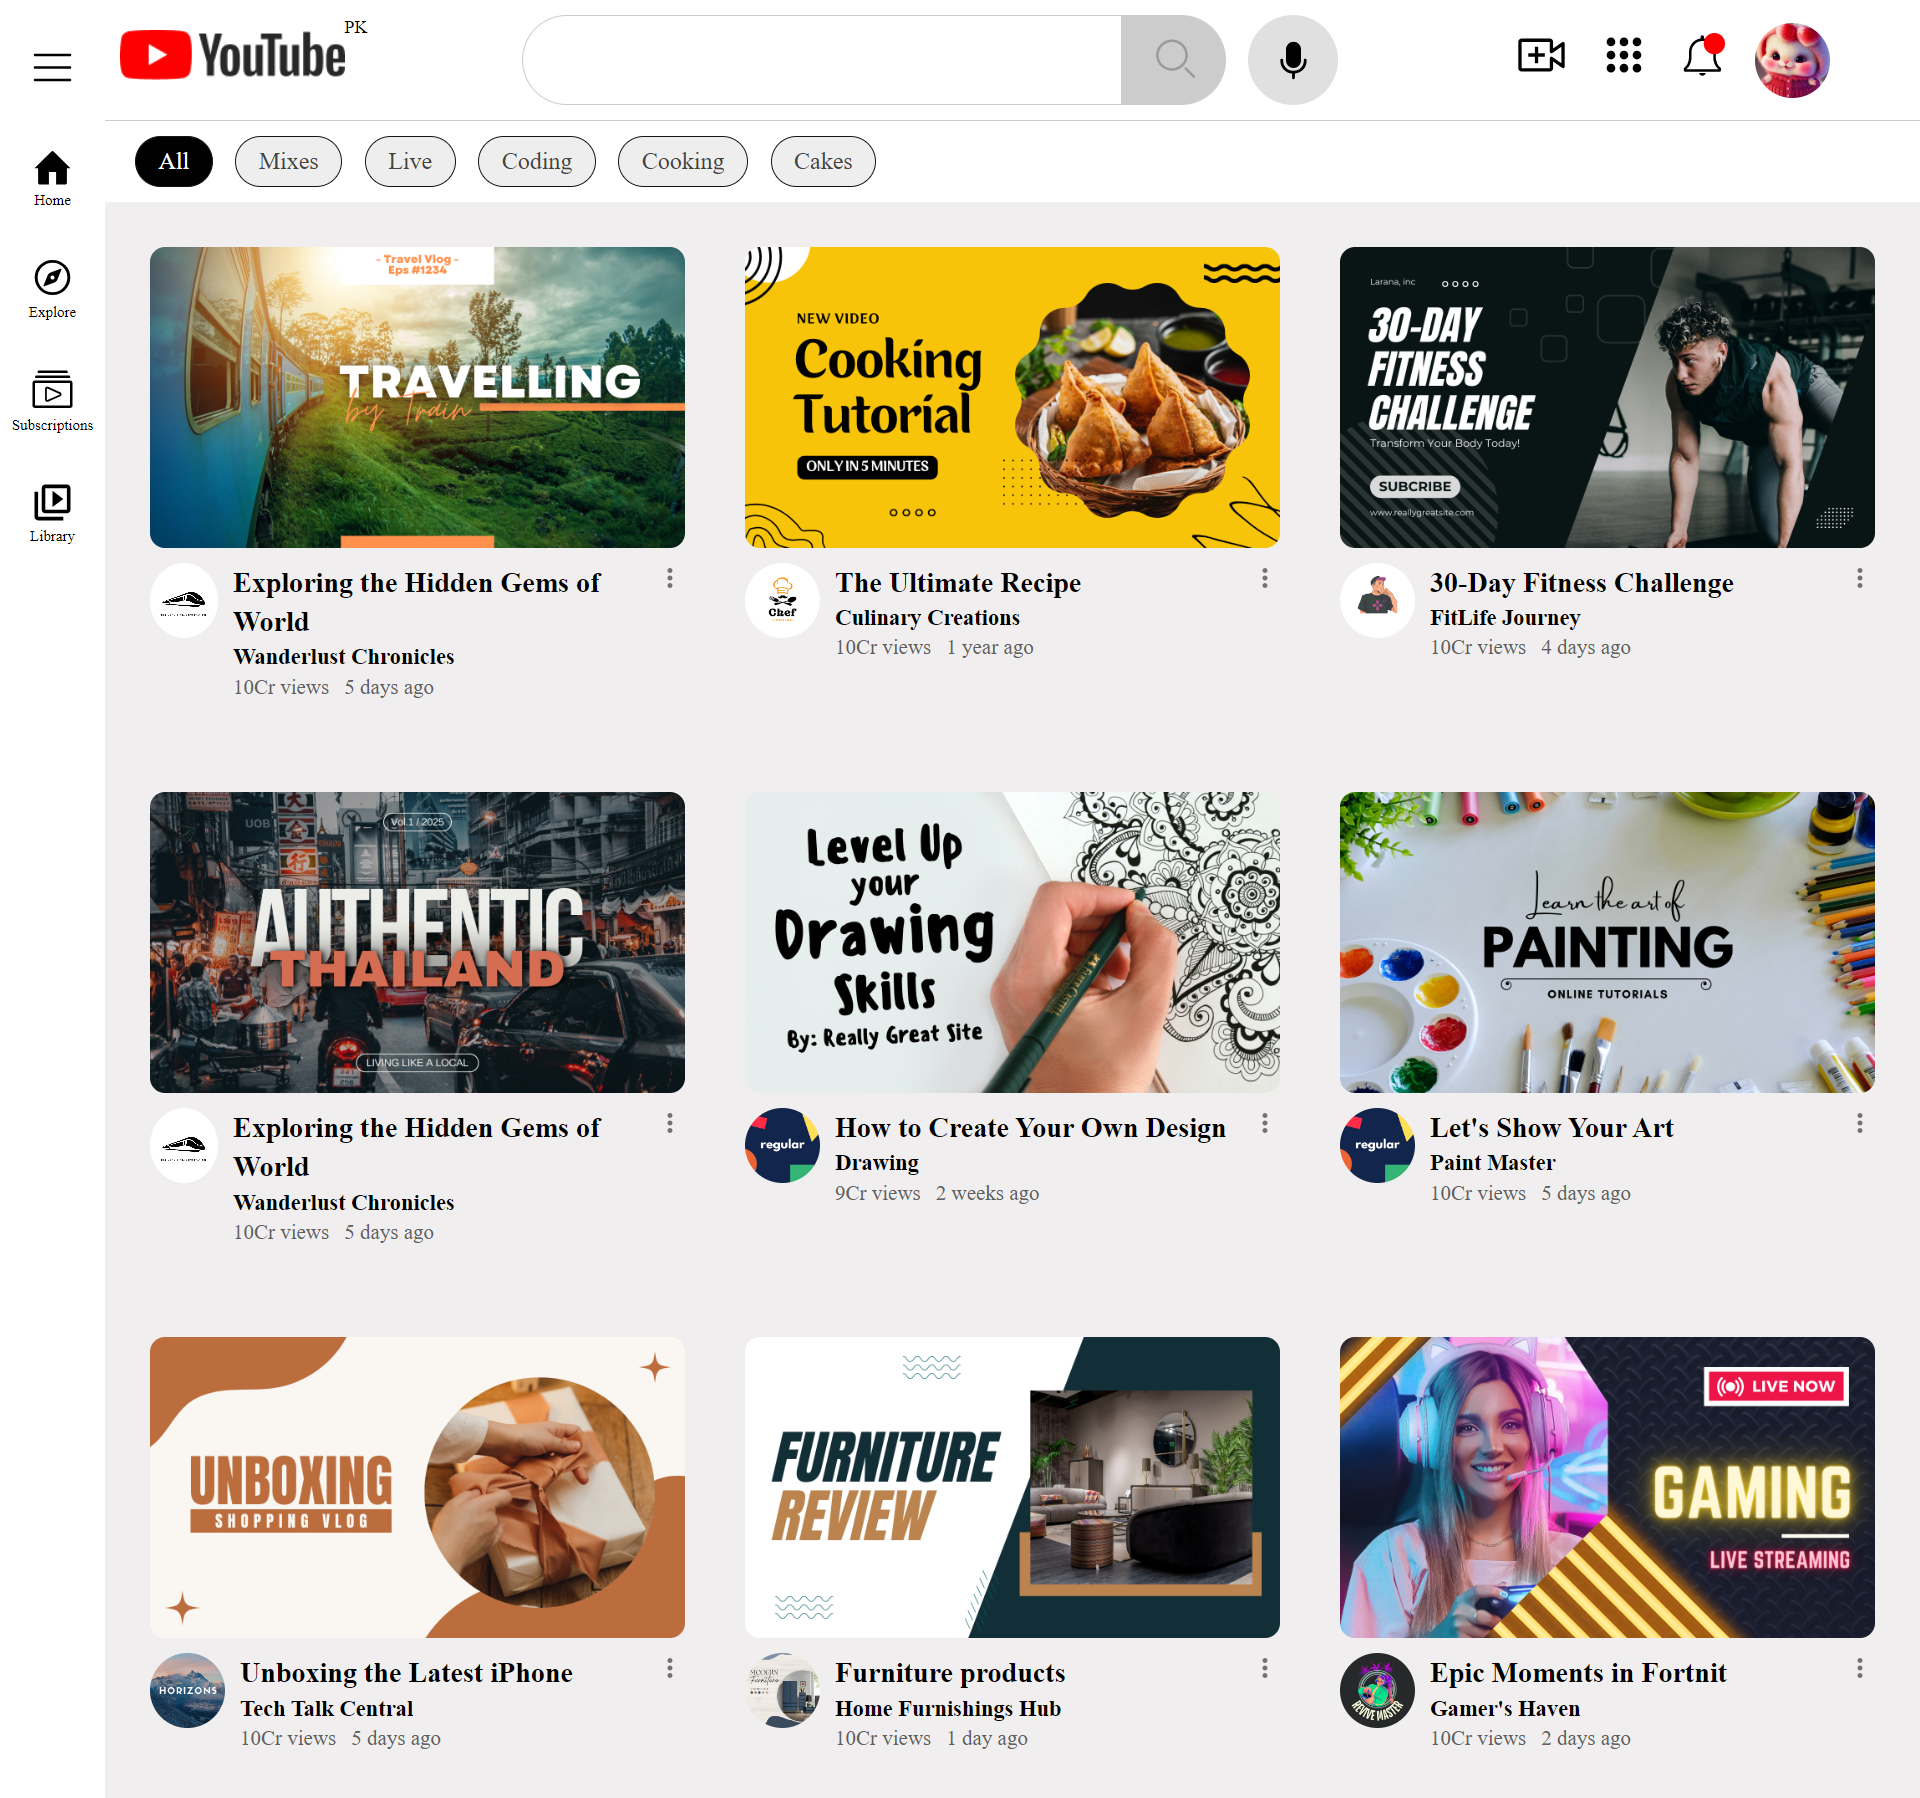 YouTube
PK
All
Mixes
Live
Coding
Cooking
Cakes
Home
Explore
Subscriptions
Library
- Travel Vlog -
Eps #1234
TRAVELLING
by Train
NEW VIDEO
Cooking
Tutorial
ONLY IN 5 MINUTES
Larana, inc
30-DAY
FITNESS
CHALLENGE
Transform Your Body Today!
SUBCRIBE
www.reallygreatsite.com
Exploring the Hidden Gems of
World
Wanderlust Chronicles
10Cr views 5 days ago
Chef
The Ultimate Recipe
Culinary Creations
10Cr views 1 year ago
30-Day Fitness Challenge
FitLife Journey
10Cr views 4 days ago
UOB
Vol.1 / 2025
AUTHENTIC
THAILAND
LIVING LIKE A LOCAL
Level Up
your
Drawing
Skills
By: Really Great Site
Learn the art of
PAINTING
ONLINE TUTORIALS
Exploring the Hidden Gems of
World
Wanderlust Chronicles
10Cr views 5 days ago
regular
How to Create Your Own Design
Drawing
9Cr views 2 weeks ago
regular
Let's Show Your Art
Paint Master
10Cr views 5 days ago
UNBOXING
SHOPPING VLOG
FURNITURE
REVIEW
LIVE NOW
GAMING
LIVE STREAMING
HORIZONS
Unboxing the Latest iPhone
Tech Talk Central
10Cr views 5 days ago
MODERN
Furniture
Furniture products
Home Furnishings Hub
10Cr views 1 day ago
REVIVE MASTER
Epic Moments in Fortnit
Gamer's Haven
10Cr views 2 days ago